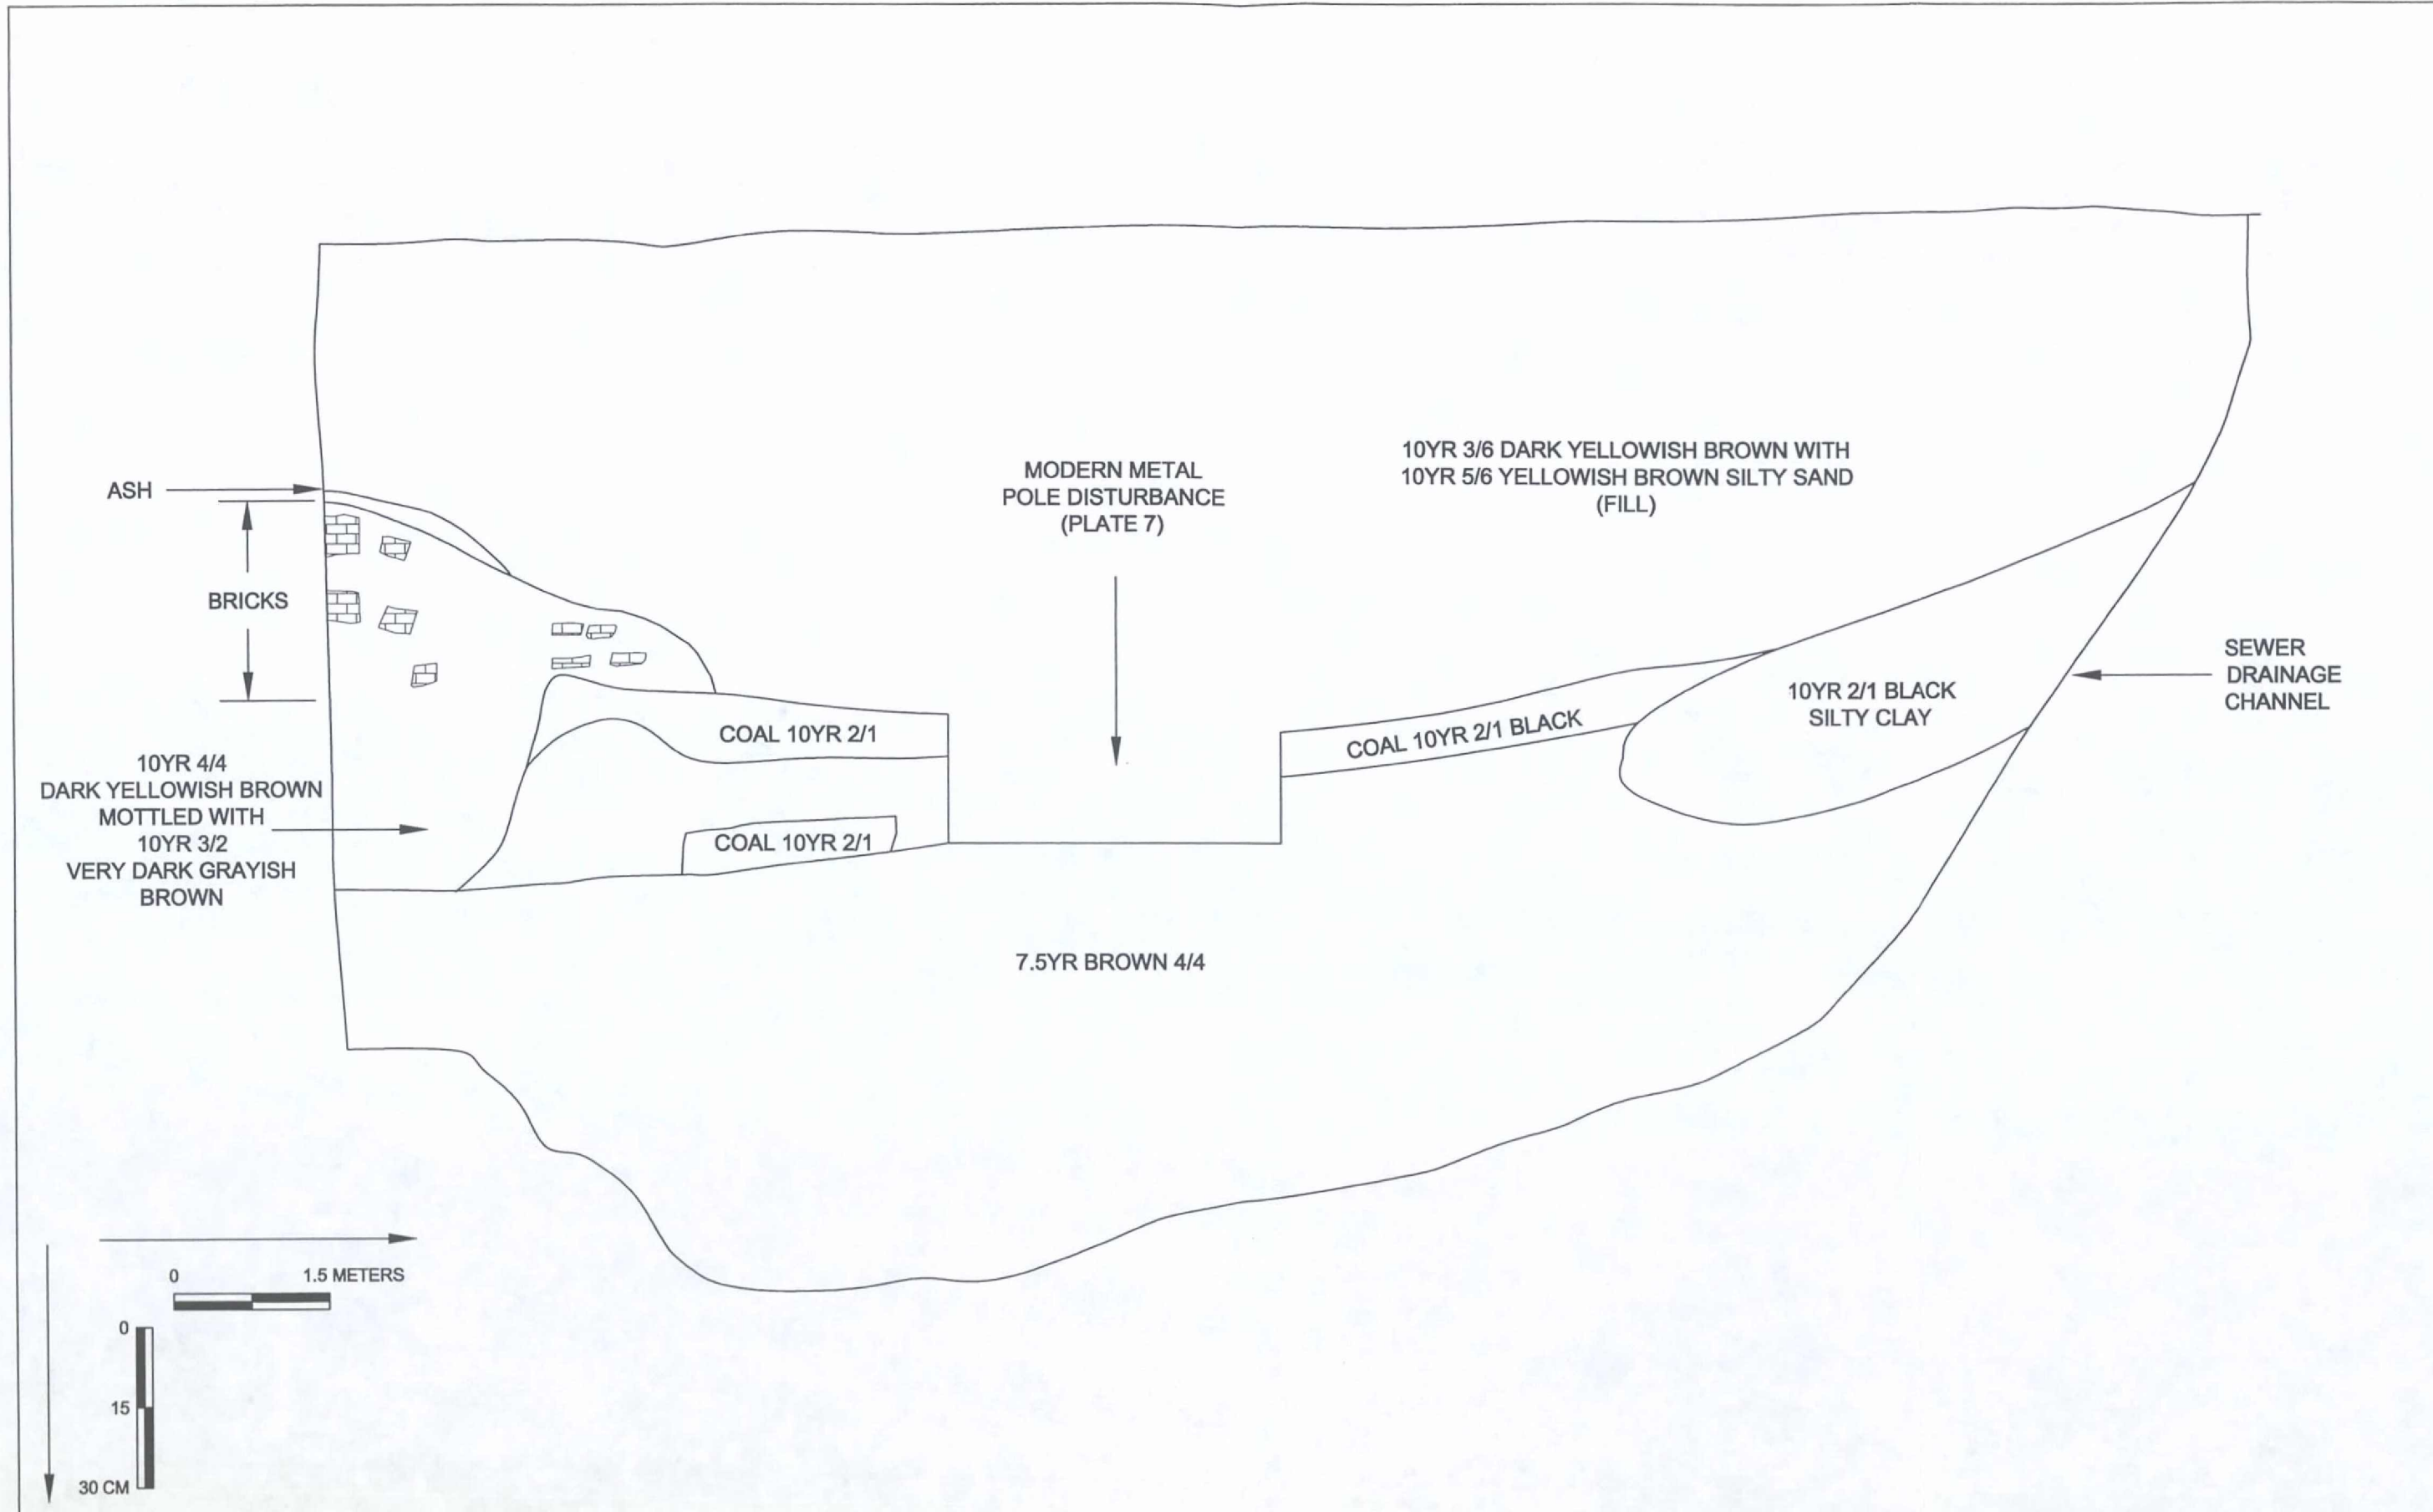 10YR 3/6 DARK YELLOWISH BROWN WITH
10YR 5/6 YELLOWISH BROWN SILTY SAND
(FILL)
MODERN METAL
POLE DISTURBANCE
(PLATE 7)
ASH
BRICKS
SEWER
DRAINAGE
CHANNEL
10YR 2/1 BLACK
SILTY CLAY
COAL 10YR 2/1
COAL 10YR 2/1 BLACK
10YR 4/4
DARK YELLOWISH BROWN
MOTTLED WITH
10YR 3/2
VERY DARK GRAYISH
BROWN
COAL 10YR 2/1
7.5YR BROWN 4/4
0
1.5 METERS
0
15
30 CM